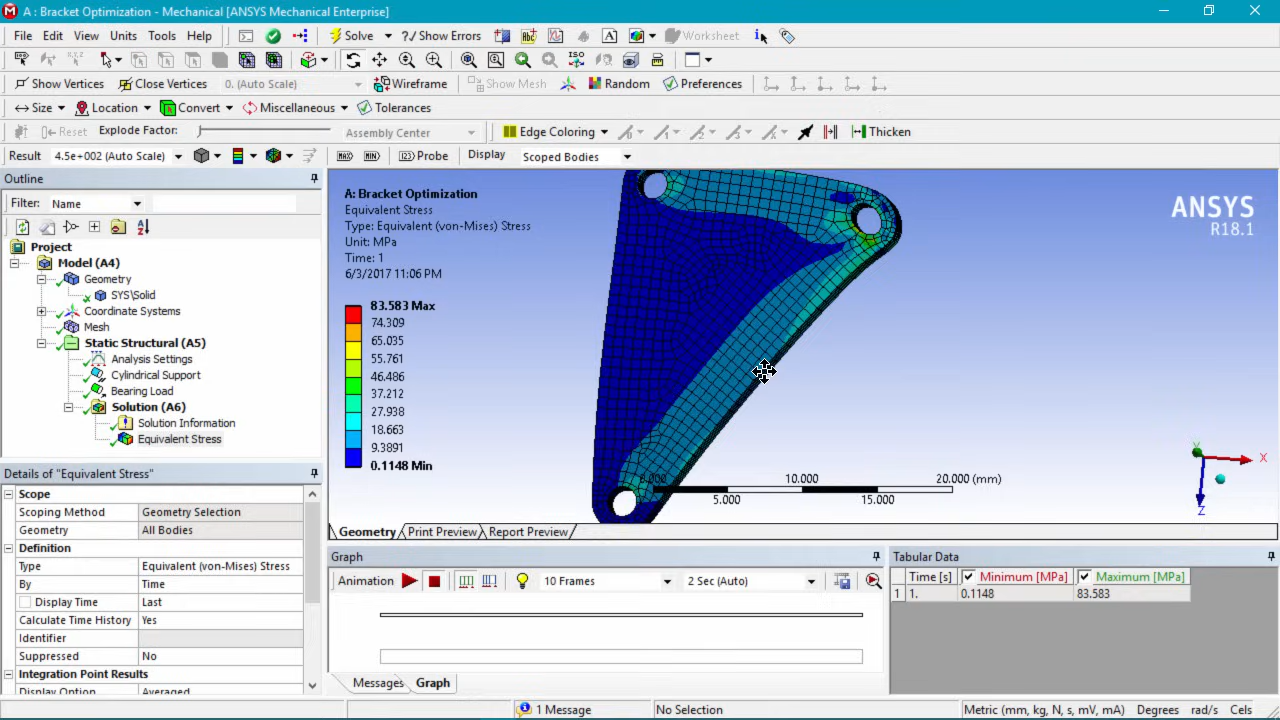 A : Bracket Optimization - Mechanical [ANSYS Mechanical Enterprise]
File Edit View Units Tools Help Solve ?/ Show Errors Worksheet
Show Vertices Close Vertices 0. (Auto Scale) Wireframe Show Mesh Random Preferences
Size Location Convert Miscellaneous Tolerances
Reset Explode Factor: Assembly Center Edge Coloring Thicken
Result 4.5e+002 (Auto Scale) MAX MIN 123 Probe Display Scoped Bodies
Outline
Filter: Name
Project
Model (A4)
Geometry
SYS\Solid
Coordinate Systems
Mesh
Static Structural (A5)
Analysis Settings
Cylindrical Support
Bearing Load
Solution (A6)
Solution Information
Equivalent Stress
A: Bracket Optimization
Equivalent Stress
Type: Equivalent (von-Mises) Stress
Unit: MPa
Time: 1
6/3/2017 11:06 PM
83.583 Max
74.309
65.035
55.761
46.486
37.212
27.938
18.663
9.3891
0.1148 Min
ANSYS
R18.1
0.000 10.000 20.000 (mm)
5.000 15.000
Y
X
Z
Geometry Print Preview Report Preview
Details of "Equivalent Stress"
Scope
Scoping Method Geometry Selection
Geometry All Bodies
Definition
Type Equivalent (von-Mises) Stress
By Time
Display Time Last
Calculate Time History Yes
Identifier
Suppressed No
Integration Point Results
Display Option Averaged
Graph
Animation 10 Frames 2 Sec (Auto)
Messages Graph
Tabular Data
Time [s] Minimum [MPa] Maximum [MPa]
1 1. 0.1148 83.583
1 Message No Selection Metric (mm, kg, N, s, mV, mA) Degrees rad/s Cels